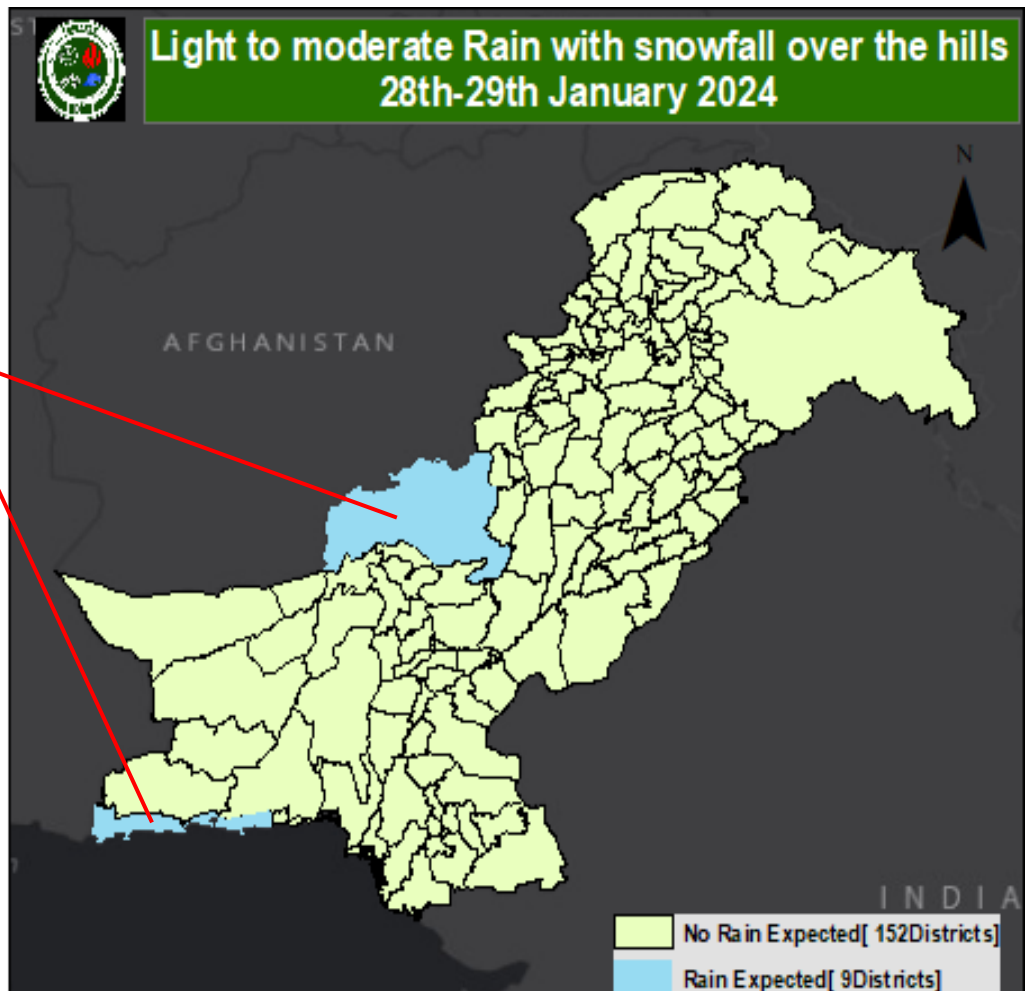 Light to moderate Rain with snowfall over the hills
28th-29th January 2024
N
AFGHANISTAN
INDIA
No Rain Expected[ 152Districts]
Rain Expected[ 9Districts]